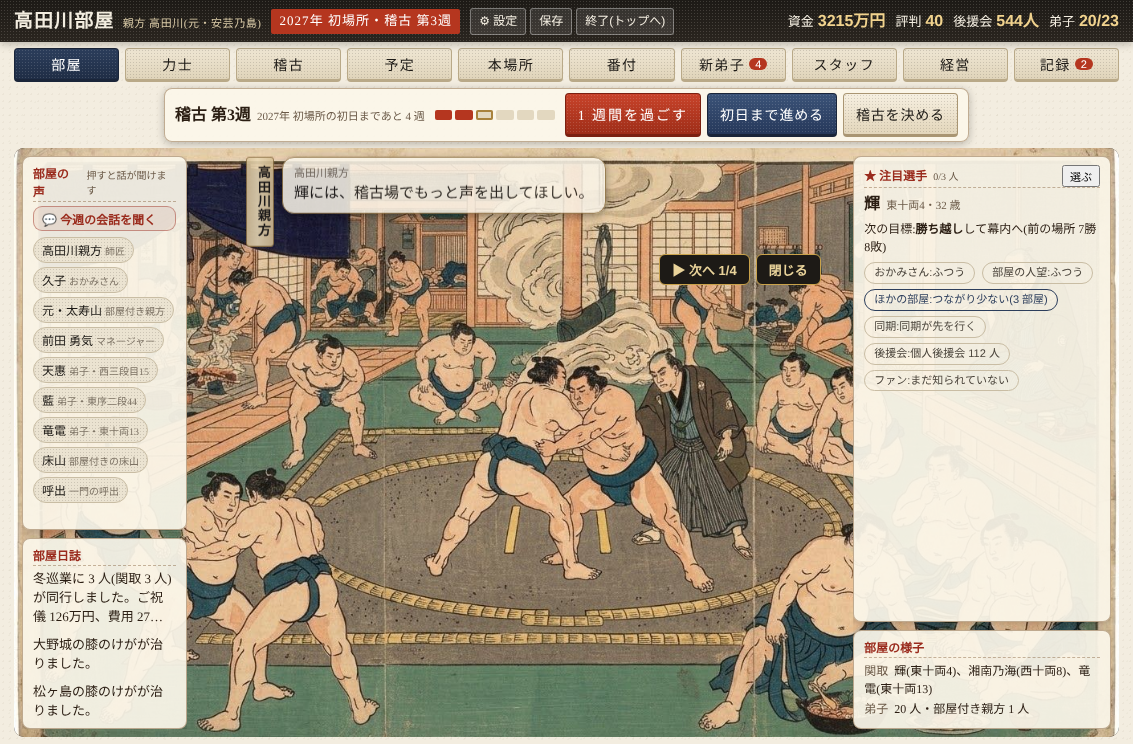 高田川部屋 親方 高田川(元・安芸乃島) 2027年 初場所・稽古 第3週 ⚙ 設定 保存 終了(トップへ) 資金 3215万円 評判 40 後援会 544人 弟子 20/23
部屋 力士 稽古 予定 本場所 番付 新弟子 4 スタッフ 経営 記録 2
稽古 第3週 2027年 初場所の初日まであと 4 週 1 週間を過ごす 初日まで進める 稽古を決める
部屋の声 押すと話が聞けます
💬 今週の会話を聞く
高田川親方 師匠
久子 おかみさん
元・太寿山 部屋付き親方
前田 勇気 マネージャー
天惠 弟子・西三段目15
藍 弟子・東序二段44
竜電 弟子・東十両13
床山 部屋付きの床山
呼出 一門の呼出
部屋日誌
冬巡業に 3 人(関取 3 人)
が同行しました。ご祝
儀 126万円、費用 27…
大野城の膝のけがが治
りました。
松ヶ島の膝のけがが治
りました。
高田川親方
高田川親方
輝には、稽古場でもっと声を出してほしい。
▶ 次へ 1/4 閉じる
★ 注目選手 0/3 人 選ぶ
輝 東十両4・32 歳
次の目標:勝ち越しして幕内へ(前の場所 7勝
8敗)
おかみさん:ふつう 部屋の人望:ふつう
ほかの部屋:つながり少ない(3 部屋)
同期:同期が先を行く
後援会:個人後援会 112 人
ファン:まだ知られていない
部屋の様子
関取 輝(東十両4)、湘南乃海(西十両8)、竜
電(東十両13)
弟子 20 人・部屋付き親方 1 人